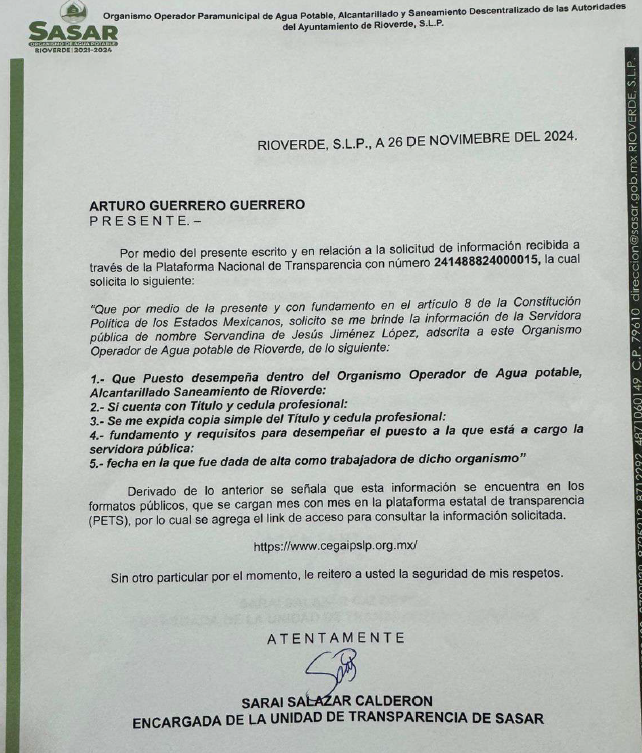 SASAR
ORGANISMO DE AGUA POTABLE
RIOVERDE | 2021-2024
Organismo Operador Paramunicipal de Agua Potable, Alcantarillado y Saneamiento Descentralizado de las Autoridades
del Ayuntamiento de Rioverde, S.L.P.
RIOVERDE, S.L.P., A 26 DE NOVIMEBRE DEL 2024.
ARTURO GUERRERO GUERRERO
P R E S E N T E. –
Por medio del presente escrito y en relación a la solicitud de información recibida a
través de la Plataforma Nacional de Transparencia con número 241488824000015, la cual
solicita lo siguiente:
"Que por medio de la presente y con fundamento en el artículo 8 de la Constitución
Política de los Estados Mexicanos, solicito se me brinde la información de la Servidora
pública de nombre Servandina de Jesús Jiménez López, adscrita a este Organismo
Operador de Agua potable de Rioverde, de lo siguiente:
1.- Que Puesto desempeña dentro del Organismo Operador de Agua potable,
Alcantarillado Saneamiento de Rioverde:
2.- Si cuenta con Título y cedula profesional:
3.- Se me expida copia simple del Título y cedula profesional:
4.- fundamento y requisitos para desempeñar el puesto a la que está a cargo la
servidora pública:
5.- fecha en la que fue dada de alta como trabajadora de dicho organismo"
Derivado de lo anterior se señala que esta información se encuentra en los
formatos públicos, que se cargan mes con mes en la plataforma estatal de transparencia
(PETS), por lo cual se agrega el link de acceso para consultar la información solicitada.
https://www.cegaipslp.org.mx/
Sin otro particular por el momento, le reitero a usted la seguridad de mis respetos.
A T E N T A M E N T E
SARAI SALAZAR CALDERON
ENCARGADA DE LA UNIDAD DE TRANSPARENCIA DE SASAR
C.P. 79610 direccion@sasar.gob.mx RIOVERDE, S.L.P.